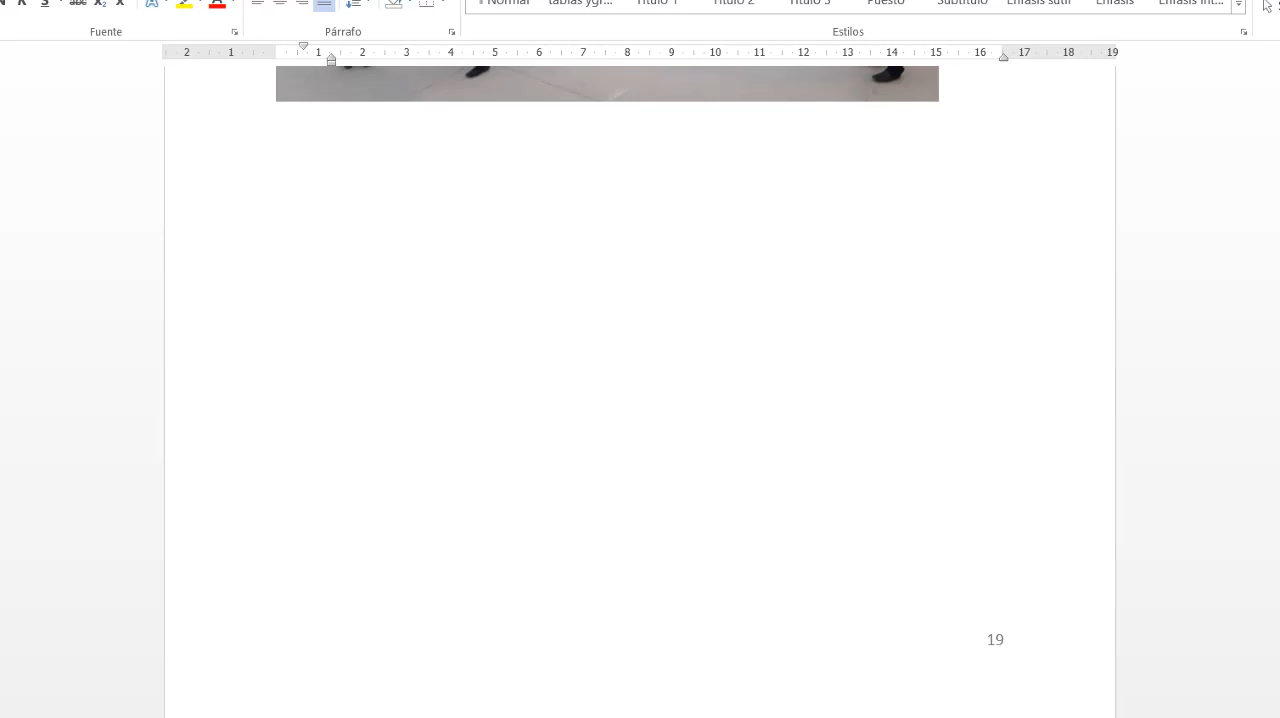 N K S abc x₂ x A A Normal tablas ygr... Título 1 Título 2 Título 3 Puesto Subtítulo Énfasis sutil Énfasis Énfasis int...
Fuente Párrafo Estilos
2 1 1 2 3 4 5 6 7 8 9 10 11 12 13 14 15 16 17 18 19
19